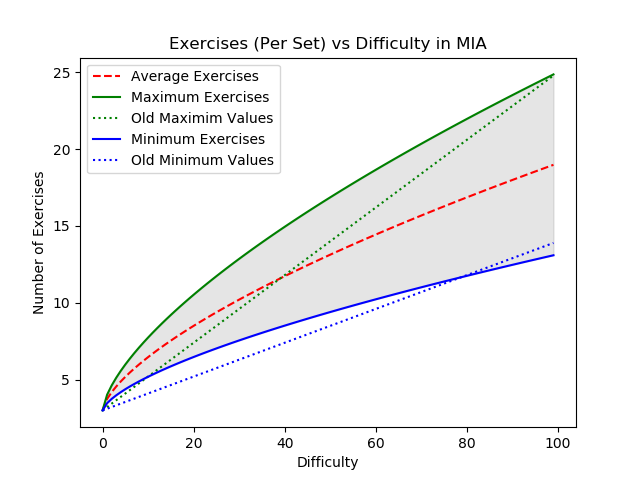 Exercises (Per Set) vs Difficulty in MIA
Average Exercises
Maximum Exercises
Old Maximim Values
Minimum Exercises
Old Minimum Values
Number of Exercises
25
20
15
10
5
0 20 40 60 80 100
Difficulty